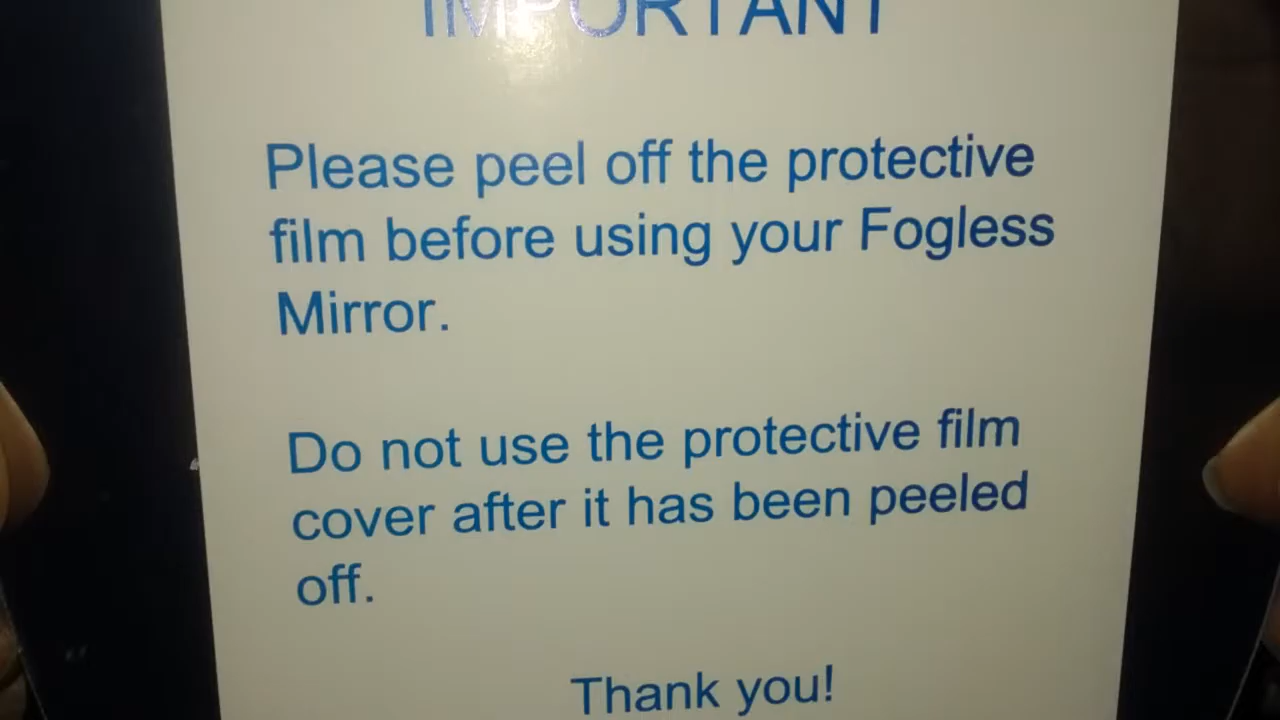 IMPORTANT
Please peel off the protective
film before using your Fogless
Mirror.
Do not use the protective film
cover after it has been peeled
off.
Thank you!